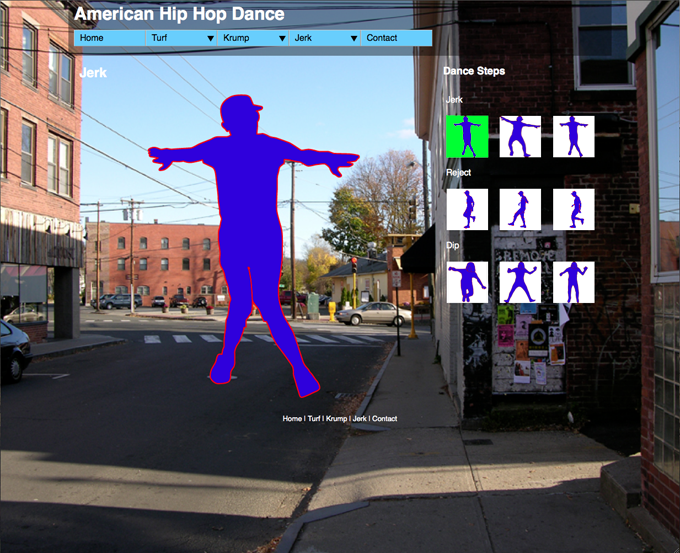 American Hip Hop Dance
Home Turf Krump Jerk Contact
Jerk
Dance Steps
Jerk
Reject
Dip
REMOSE
Home | Turf | Krump | Jerk | Contact